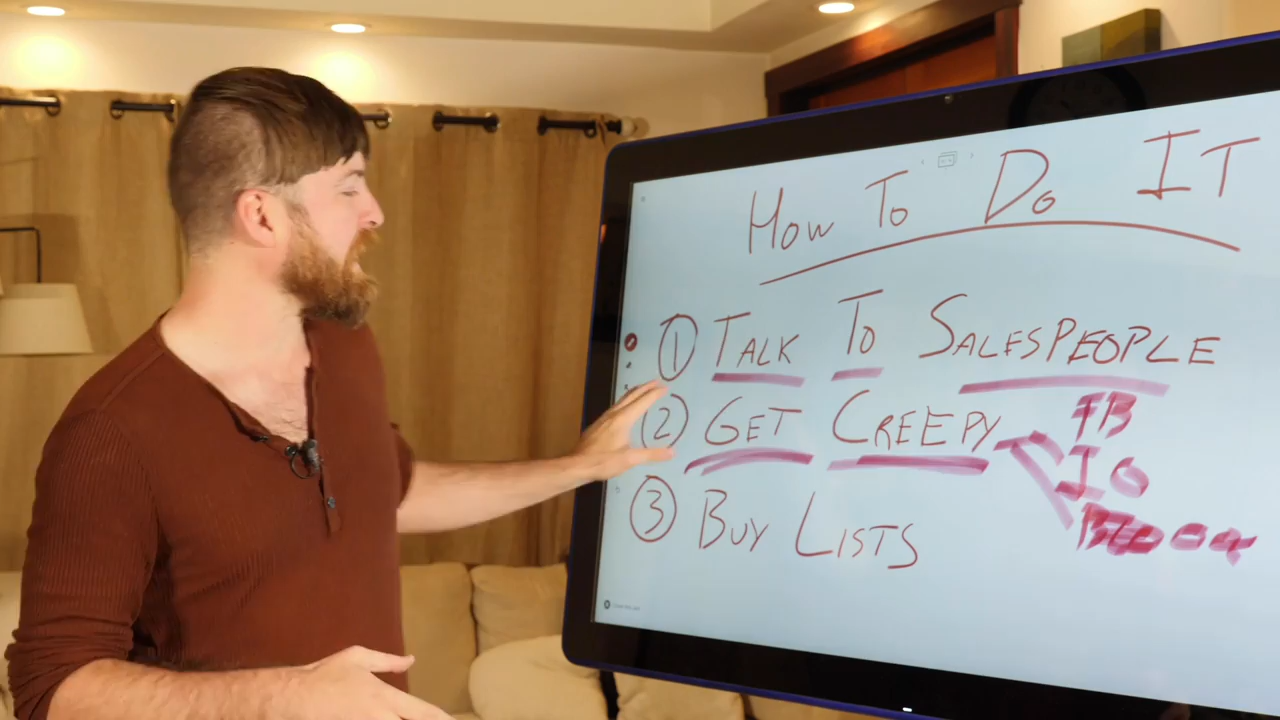 How To Do It
1 Talk To Salespeople
2 Get Creepy
FB
IG
3 Buy Lists